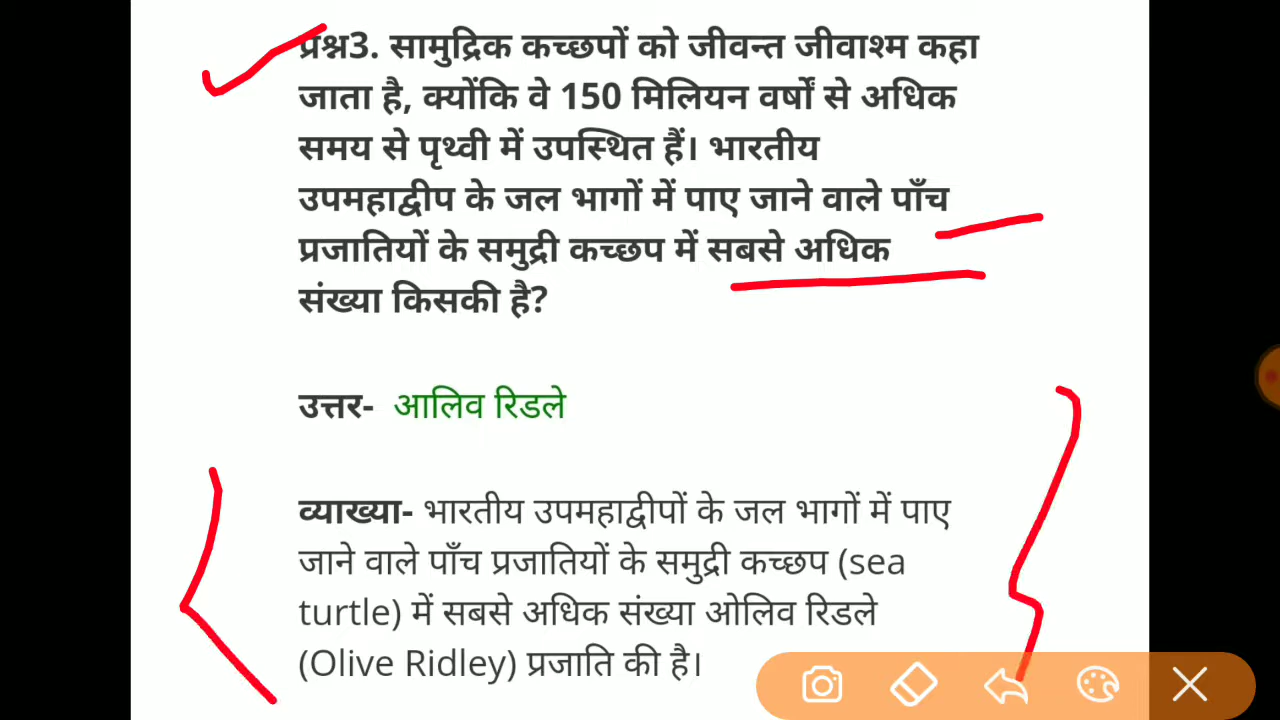 प्रश्न3. सामुद्रिक कच्छपों को जीवन्त जीवाश्म कहा
जाता है, क्योंकि वे 150 मिलियन वर्षों से अधिक
समय से पृथ्वी में उपस्थित हैं। भारतीय
उपमहाद्वीप के जल भागों में पाए जाने वाले पाँच
प्रजातियों के समुद्री कच्छप में सबसे अधिक
संख्या किसकी है?
उत्तर- आलिव रिडले
व्याख्या- भारतीय उपमहाद्वीपों के जल भागों में पाए
जाने वाले पाँच प्रजातियों के समुद्री कच्छप (sea
turtle) में सबसे अधिक संख्या ओलिव रिडले
(Olive Ridley) प्रजाति की है।